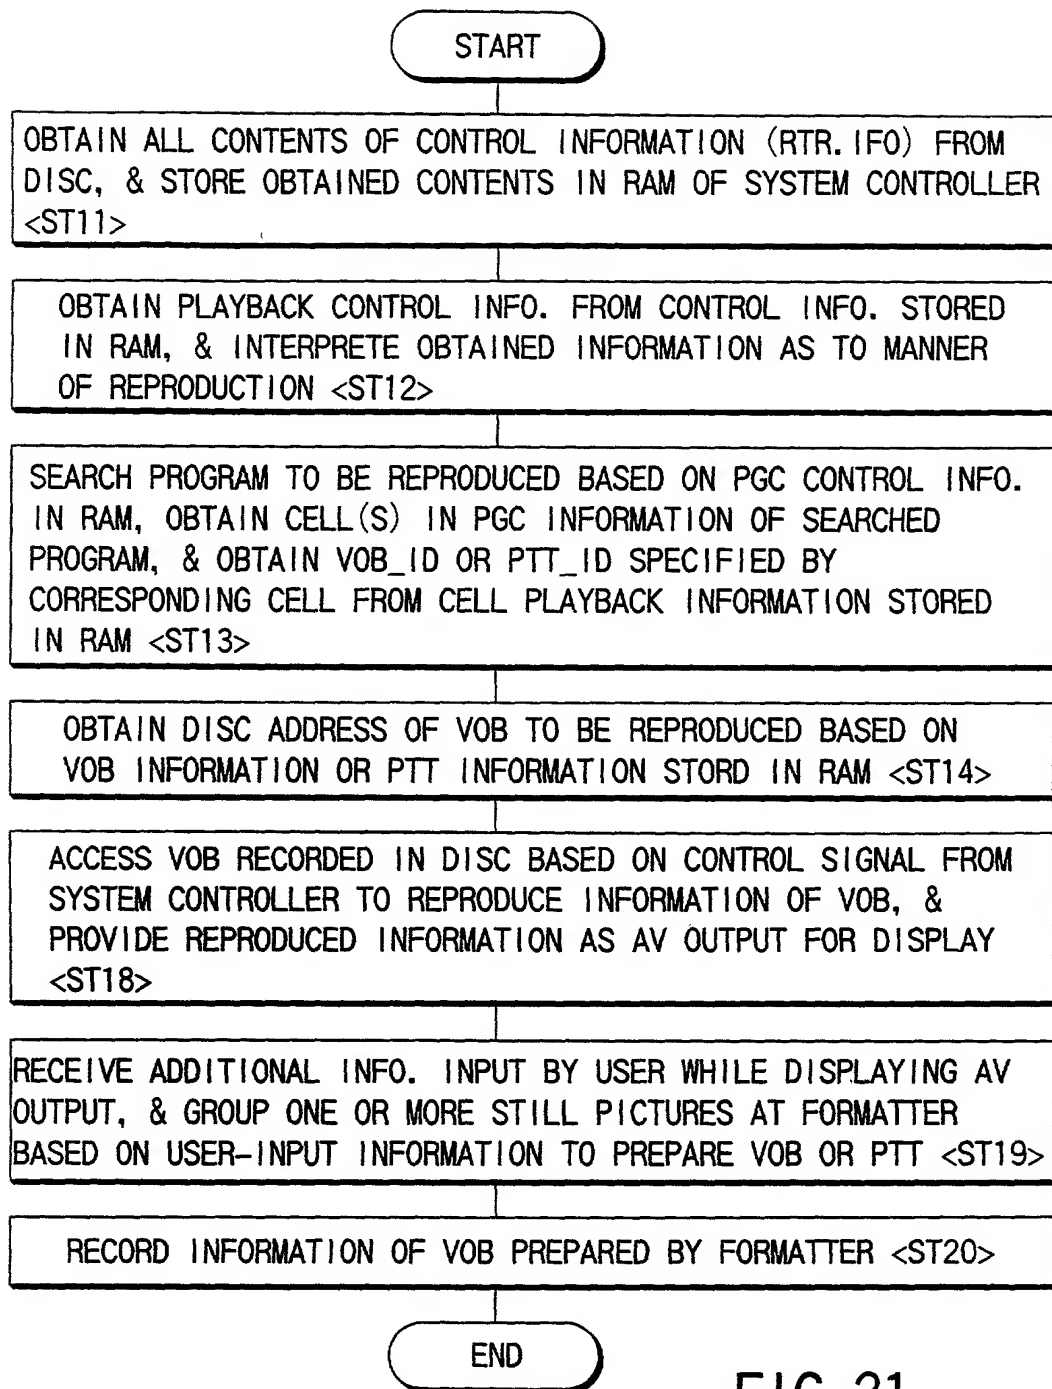 START
OBTAIN ALL CONTENTS OF CONTROL INFORMATION (RTR.IFO) FROM
DISC, & STORE OBTAINED CONTENTS IN RAM OF SYSTEM CONTROLLER
<ST11>
OBTAIN PLAYBACK CONTROL INFO. FROM CONTROL INFO. STORED
IN RAM, & INTERPRETE OBTAINED INFORMATION AS TO MANNER
OF REPRODUCTION <ST12>
SEARCH PROGRAM TO BE REPRODUCED BASED ON PGC CONTROL INFO.
IN RAM, OBTAIN CELL(S) IN PGC INFORMATION OF SEARCHED
PROGRAM, & OBTAIN VOB_ID OR PTT_ID SPECIFIED BY
CORRESPONDING CELL FROM CELL PLAYBACK INFORMATION STORED
IN RAM <ST13>
OBTAIN DISC ADDRESS OF VOB TO BE REPRODUCED BASED ON
VOB INFORMATION OR PTT INFORMATION STORD IN RAM <ST14>
ACCESS VOB RECORDED IN DISC BASED ON CONTROL SIGNAL FROM
SYSTEM CONTROLLER TO REPRODUCE INFORMATION OF VOB, &
PROVIDE REPRODUCED INFORMATION AS AV OUTPUT FOR DISPLAY
<ST18>
RECEIVE ADDITIONAL INFO. INPUT BY USER WHILE DISPLAYING AV
OUTPUT, & GROUP ONE OR MORE STILL PICTURES AT FORMATTER
BASED ON USER-INPUT INFORMATION TO PREPARE VOB OR PTT <ST19>
RECORD INFORMATION OF VOB PREPARED BY FORMATTER <ST20>
END